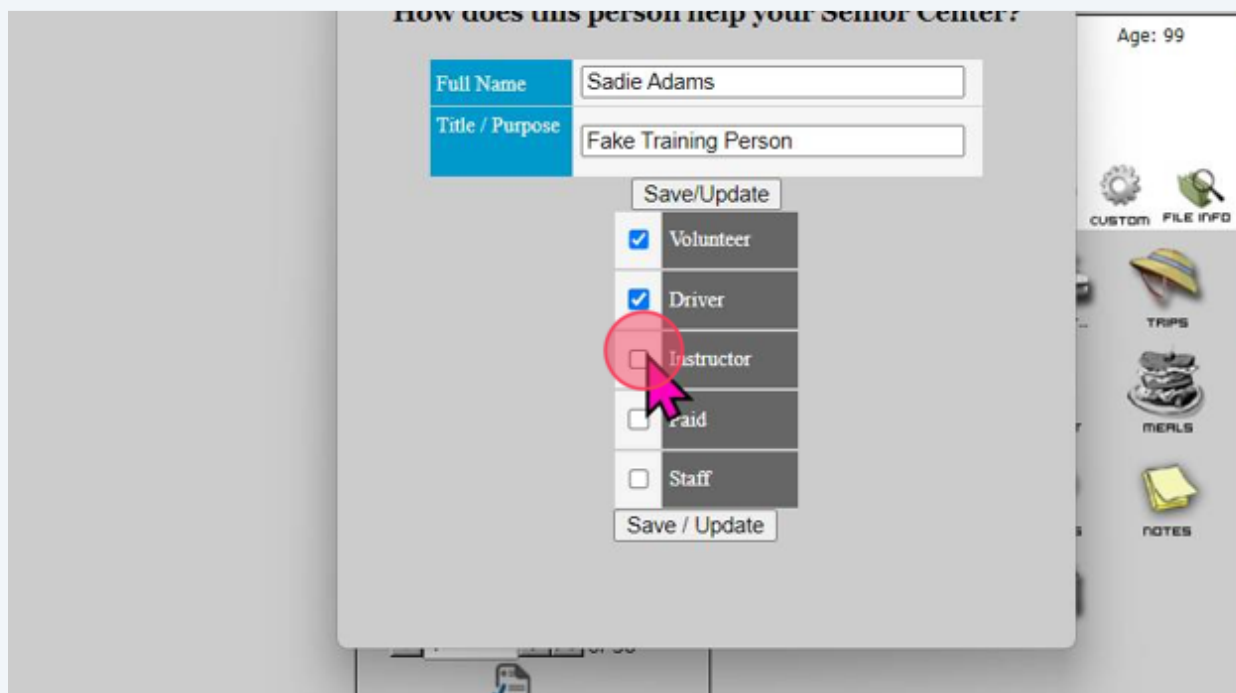 How does this person help your Senior Center?
Age: 99
Full Name
Sadie Adams
Title / Purpose
Fake Training Person
Save/Update
CUSTOM
FILE INFO
Volunteer
Driver
TRIPS
Instructor
Paid
MEALS
Staff
Save / Update
NOTES